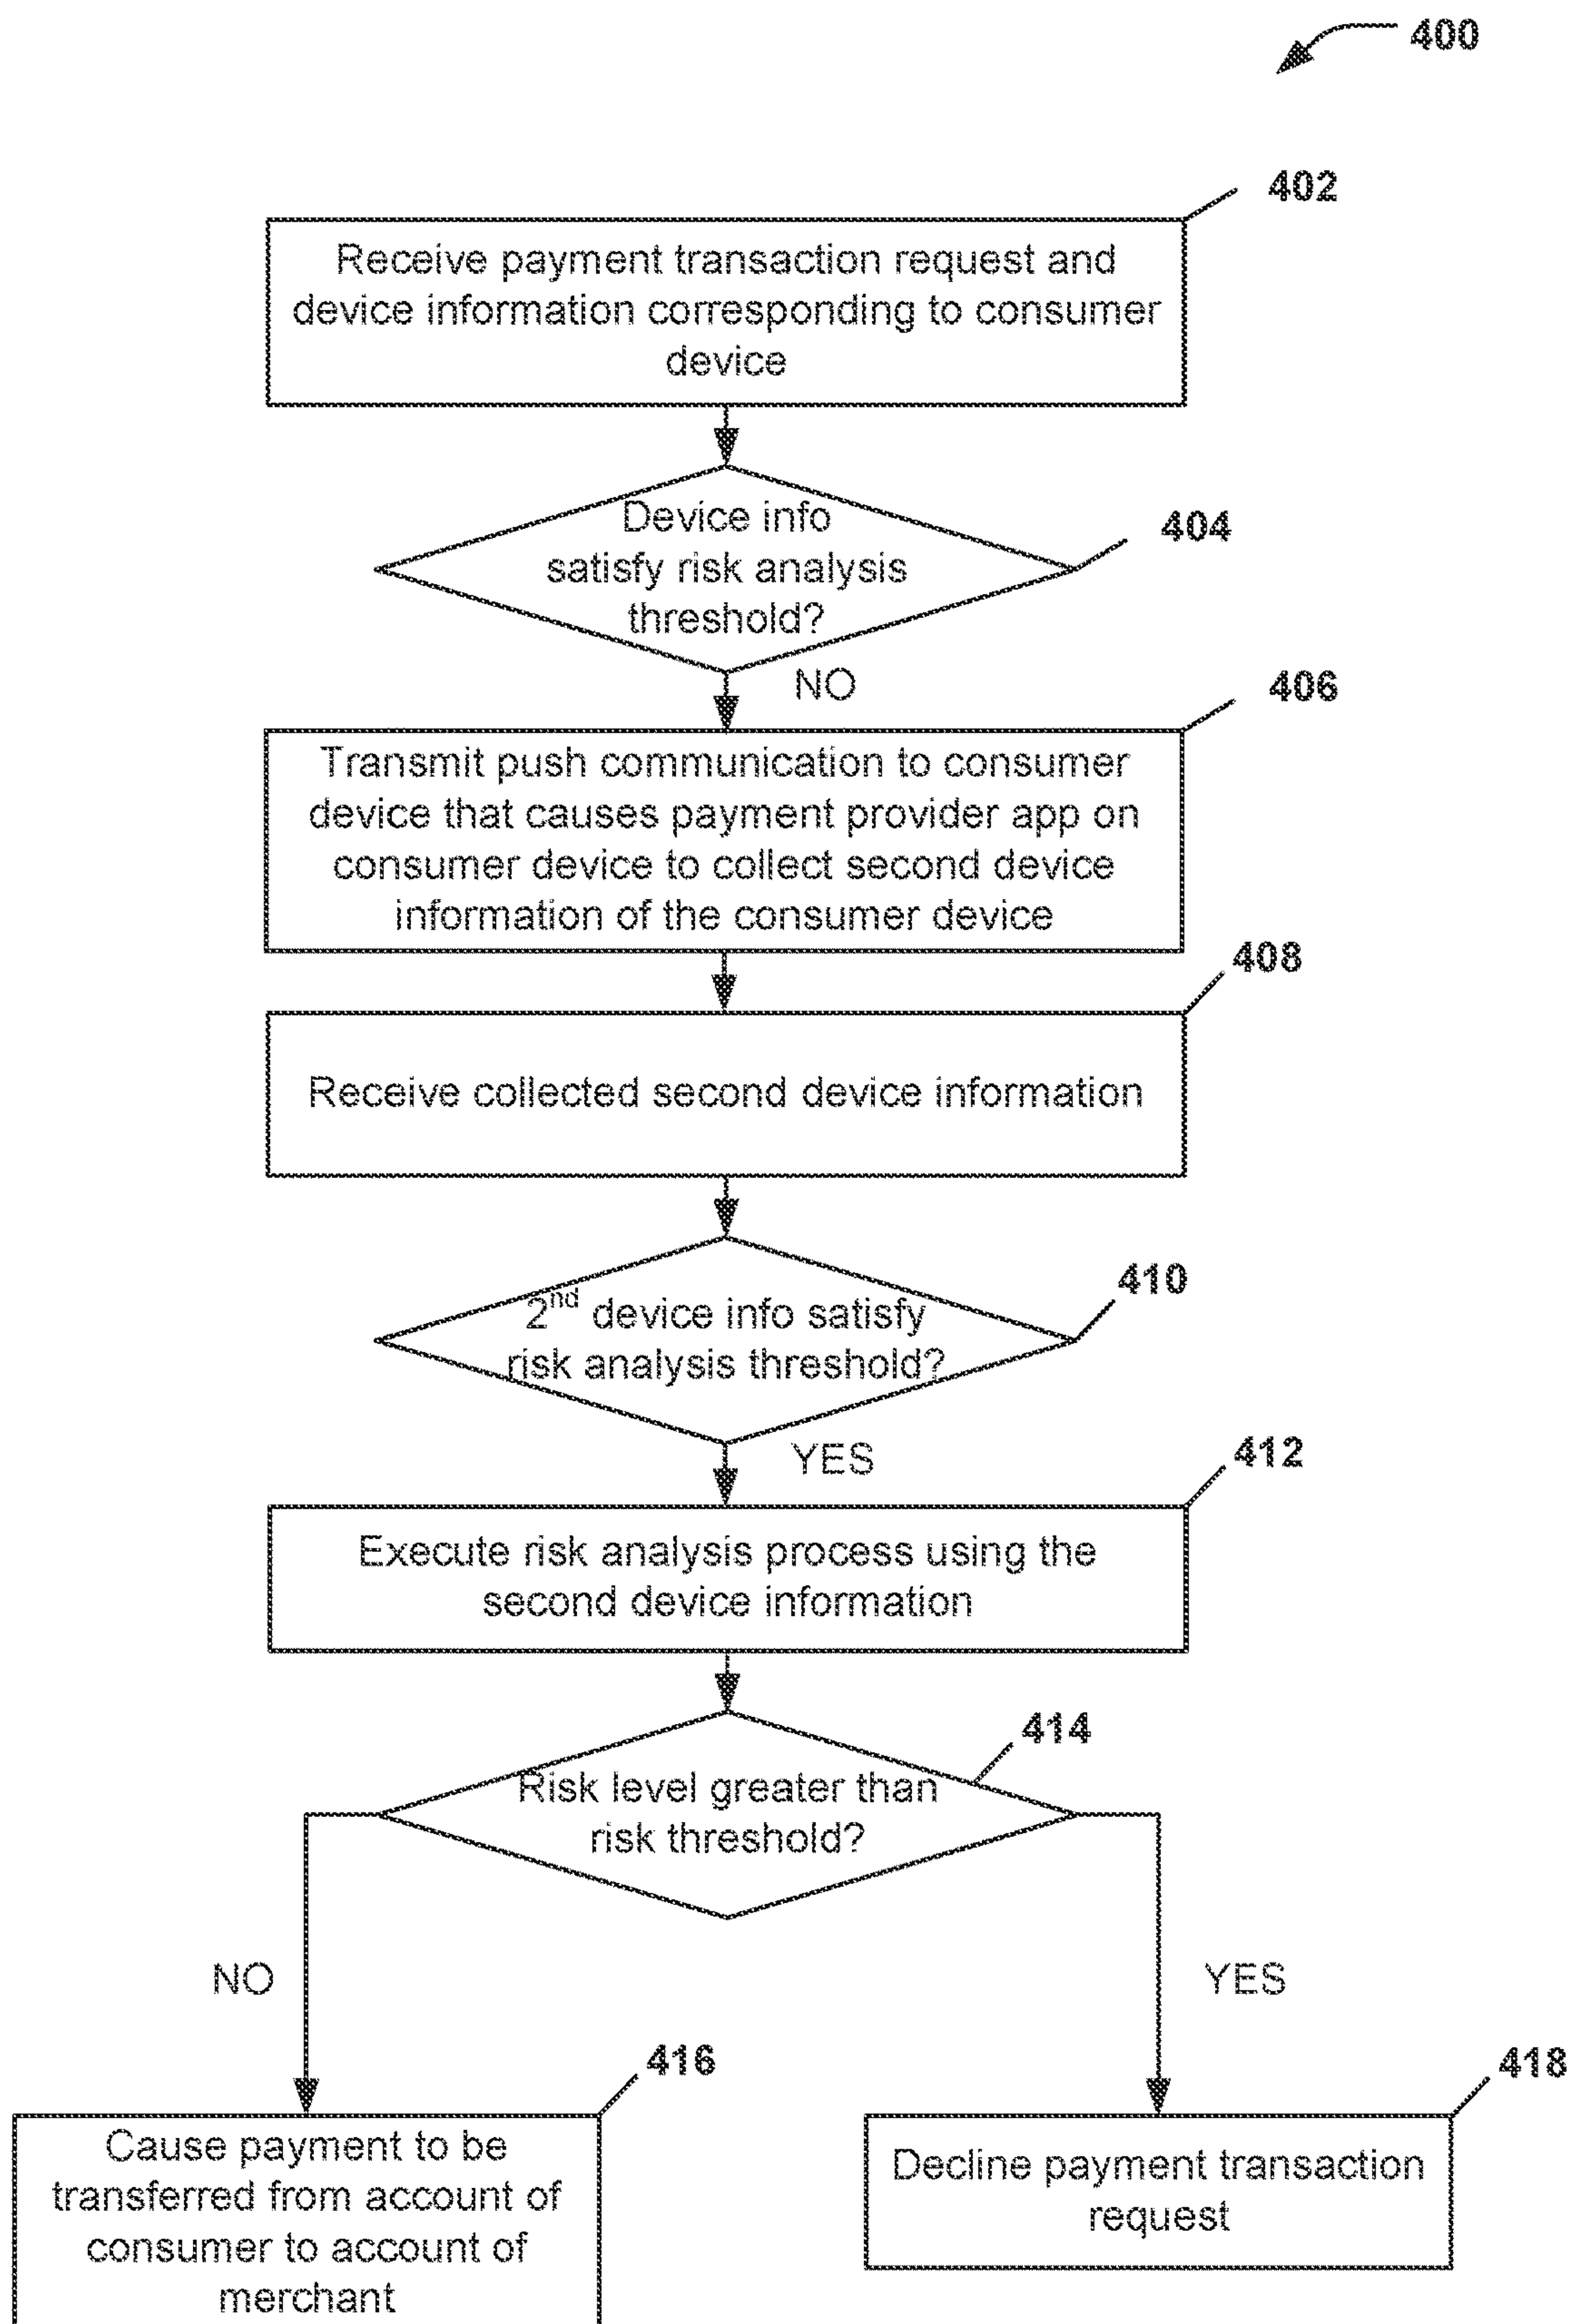 400
402
Receive payment transaction request and
device information corresponding to consumer
device
Device info
satisfy risk analysis
threshold?
404
NO
406
Transmit push communication to consumer
device that causes payment provider app on
consumer device to collect second device
information of the consumer device
408
Receive collected second device information
2nd device info satisfy
risk analysis threshold?
410
YES
412
Execute risk analysis process using the
second device information
414
Risk level greater than
risk threshold?
NO
YES
416
418
Cause payment to be
transferred from account of
consumer to account of
merchant
Decline payment transaction
request